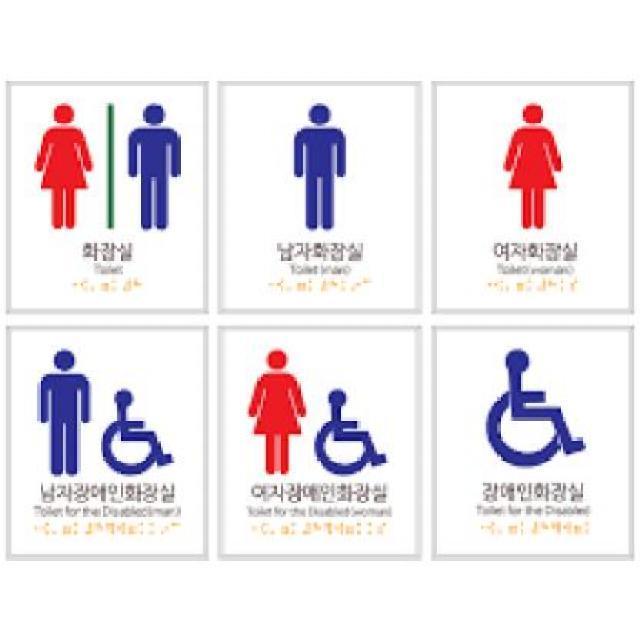 화장실
Toilet
남자화장실
Toilet(man)
여자화장실
Toilet(woman)
남자장애인화장실
Toilet for the Disabled(man)
여자장애인화장실
Toilet for the Disabled(woman)
장애인화장실
Toilet for the Disabled